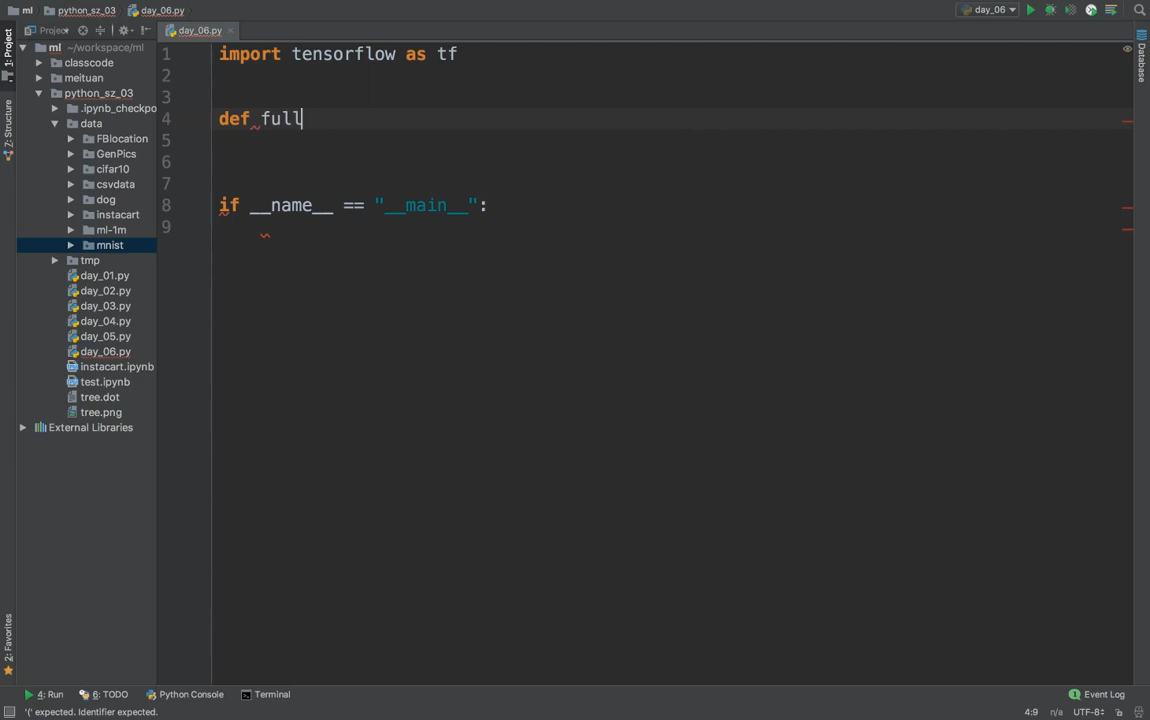 ml python_sz_03 day_06.py day_06
Project day_06.py
1: Project
7: Structure
2: Favorites
Database
ml ~/workspace/ml
classcode
meituan
python_sz_03
.ipynb_checkpo
data
FBlocation
GenPics
cifar10
csvdata
dog
instacart
ml-1m
mnist
tmp
day_01.py
day_02.py
day_03.py
day_04.py
day_05.py
day_06.py
instacart.ipynb
test.ipynb
tree.dot
tree.png
External Libraries
1 import tensorflow as tf
2
3
4 def full
5
6
7
8 if __name__ == "__main__":
9
4: Run 6: TODO Python Console Terminal Event Log
'(' expected. Identifier expected. 4:9 n/a UTF-8